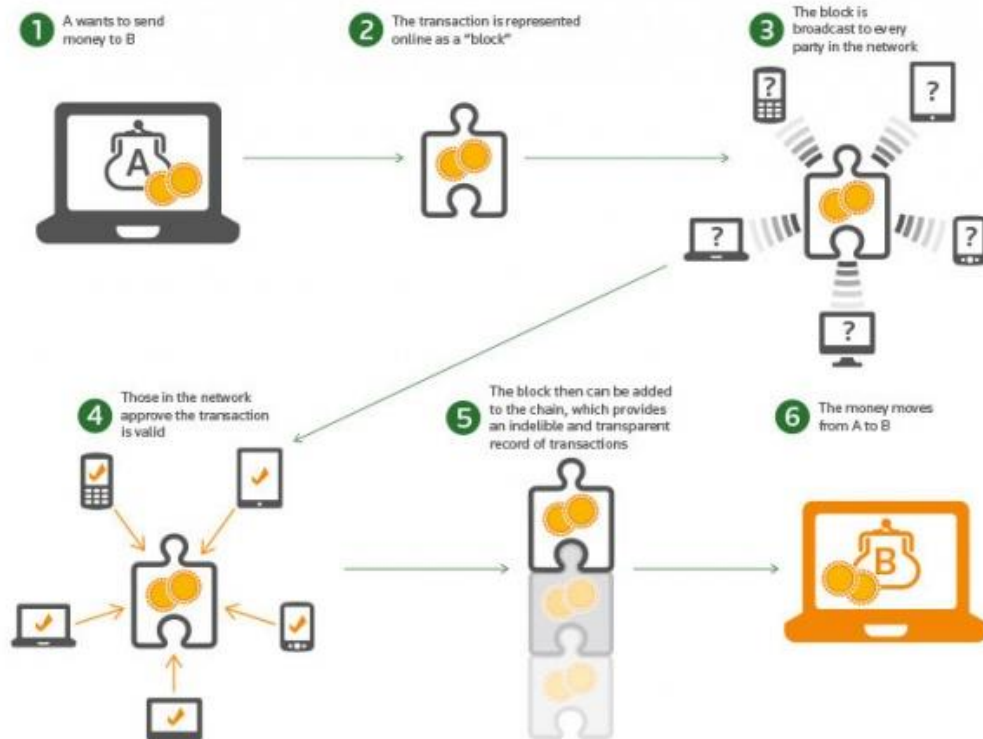 1
A wants to send
money to B
2
The transaction is represented
online as a “block”
3
The block is
broadcast to every
party in the network
A
?
?
?
?
?
4
Those in the network
approve the transaction
is valid
5
The block then can be added
to the chain, which provides
an indelible and transparent
record of transactions
6
The money moves
from A to B
B